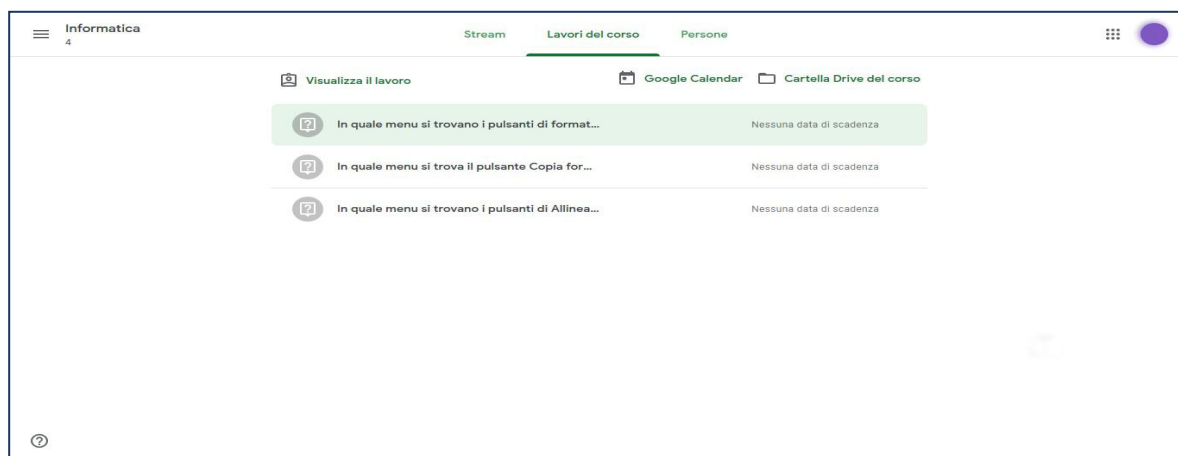 Informatica
4
Stream Lavori del corso Persone
Visualizza il lavoro Google Calendar Cartella Drive del corso
In quale menu si trovano i pulsanti di format... Nessuna data di scadenza
In quale menu si trova il pulsante Copia for... Nessuna data di scadenza
In quale menu si trovano i pulsanti di Allinea... Nessuna data di scadenza